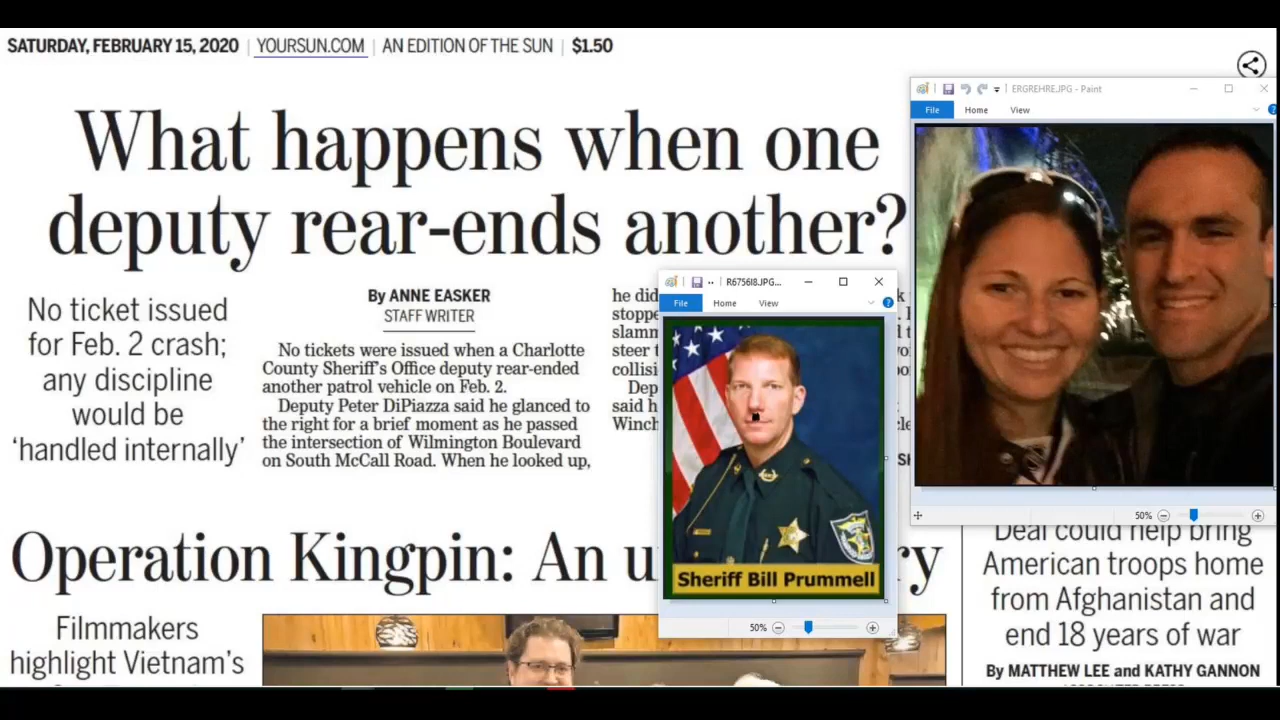 SATURDAY, FEBRUARY 15, 2020 | YOURSUN.COM | AN EDITION OF THE SUN | $1.50
What happens when one
deputy rear-ends another?
No ticket issued
for Feb. 2 crash;
any discipline
would be
‘handled internally’
By ANNE EASKER
STAFF WRITER
No tickets were issued when a Charlotte
County Sheriff’s Office deputy rear-ended
another patrol vehicle on Feb. 2.
Deputy Peter DiPiazza said he glanced to
the right for a brief moment as he passed
the intersection of Wilmington Boulevard
on South McCall Road. When he looked up,
he did
said h
R6756I8.JPG...
File Home View
Sheriff Bill Prummell
50%
ERGREHRE.JPG - Paint
File Home View
50%
Operation Kingpin: An
Filmmakers
highlight Vietnam’s
Deal could help bring
American troops home
from Afghanistan and
end 18 years of war
By MATTHEW LEE and KATHY GANNON